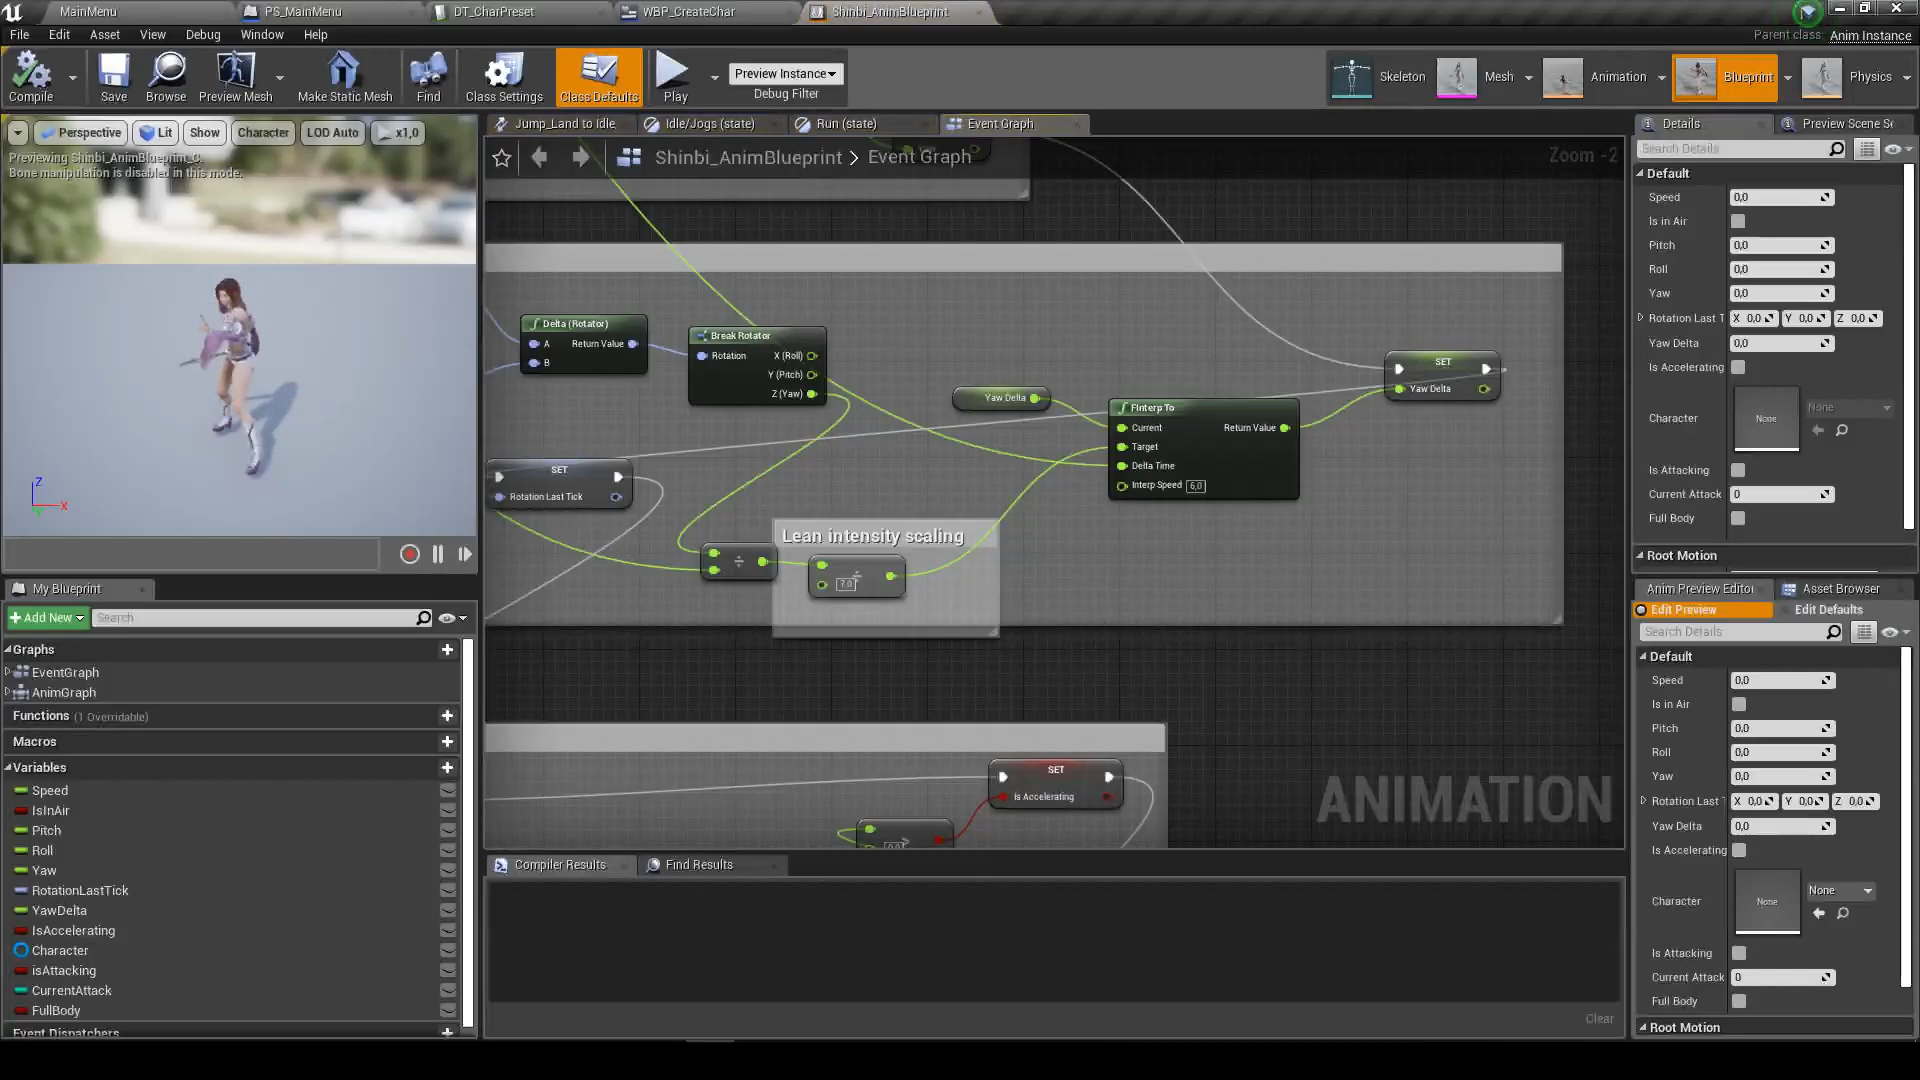 MainMenu
PS_MainMenu
DT_CharPreset
WBP_CreateChar
Shinbi_AnimBlueprint
File Edit Asset View Debug Window Help
Parent class: Anim Instance
Compile
Save
Browse
Preview Mesh
Make Static Mesh
Find
Class Settings
Class Defaults
Play
Preview Instance
Debug Filter
Skeleton
Mesh
Animation
Blueprint
Physics
Perspective
Lit
Show
Character
LOD Auto
x1,0
Previewing Shinbi_AnimBlueprint_C.
Bone manipulation is disabled in this mode.
Z
X
Jump_Land to Idle
Idle/Jogs (state)
Run (state)
Event Graph
Shinbi_AnimBlueprint > Event Graph
Zoom -2
Delta (Rotator)
A Return Value
B
Break Rotator
Rotation X (Roll)
Y (Pitch)
Z (Yaw)
Yaw Delta
FInterp To
Current Return Value
Target
Delta Time
Interp Speed 6,0
SET
Yaw Delta
SET
Rotation Last Tick
Lean intensity scaling
÷
7,0 ÷
SET
Is Accelerating
0,0 >
ANIMATION
Compiler Results
Find Results
Clear
My Blueprint
Add New
Search
Graphs
EventGraph
AnimGraph
Functions (1 Overridable)
Macros
Variables
Speed
IsInAir
Pitch
Roll
Yaw
RotationLastTick
YawDelta
IsAccelerating
Character
isAttacking
CurrentAttack
FullBody
Event Dispatchers
Details
Preview Scene Se
Search Details
Default
Speed 0,0
Is in Air
Pitch 0,0
Roll 0,0
Yaw 0,0
Rotation Last T X 0,0 Y 0,0 Z 0,0
Yaw Delta 0,0
Is Accelerating
Character None None
Is Attacking
Current Attack 0
Full Body
Root Motion
Anim Preview Editor
Asset Browser
Edit Preview
Edit Defaults
Search Details
Default
Speed 0,0
Is in Air
Pitch 0,0
Roll 0,0
Yaw 0,0
Rotation Last X 0,0 Y 0,0 Z 0,0
Yaw Delta 0,0
Is Accelerating
Character None None
Is Attacking
Current Attack 0
Full Body
Root Motion